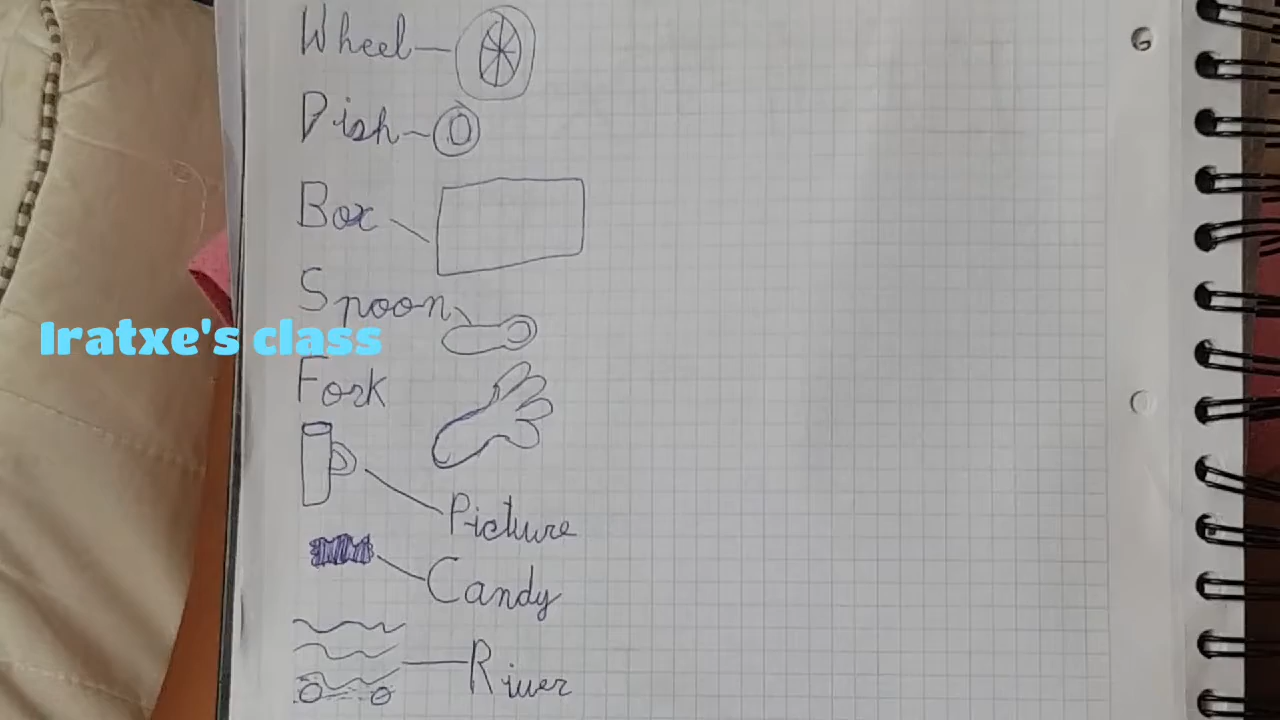 Wheel
Dish
Box
Spoon
Iratxe's class
Fork
Picture
Candy
River